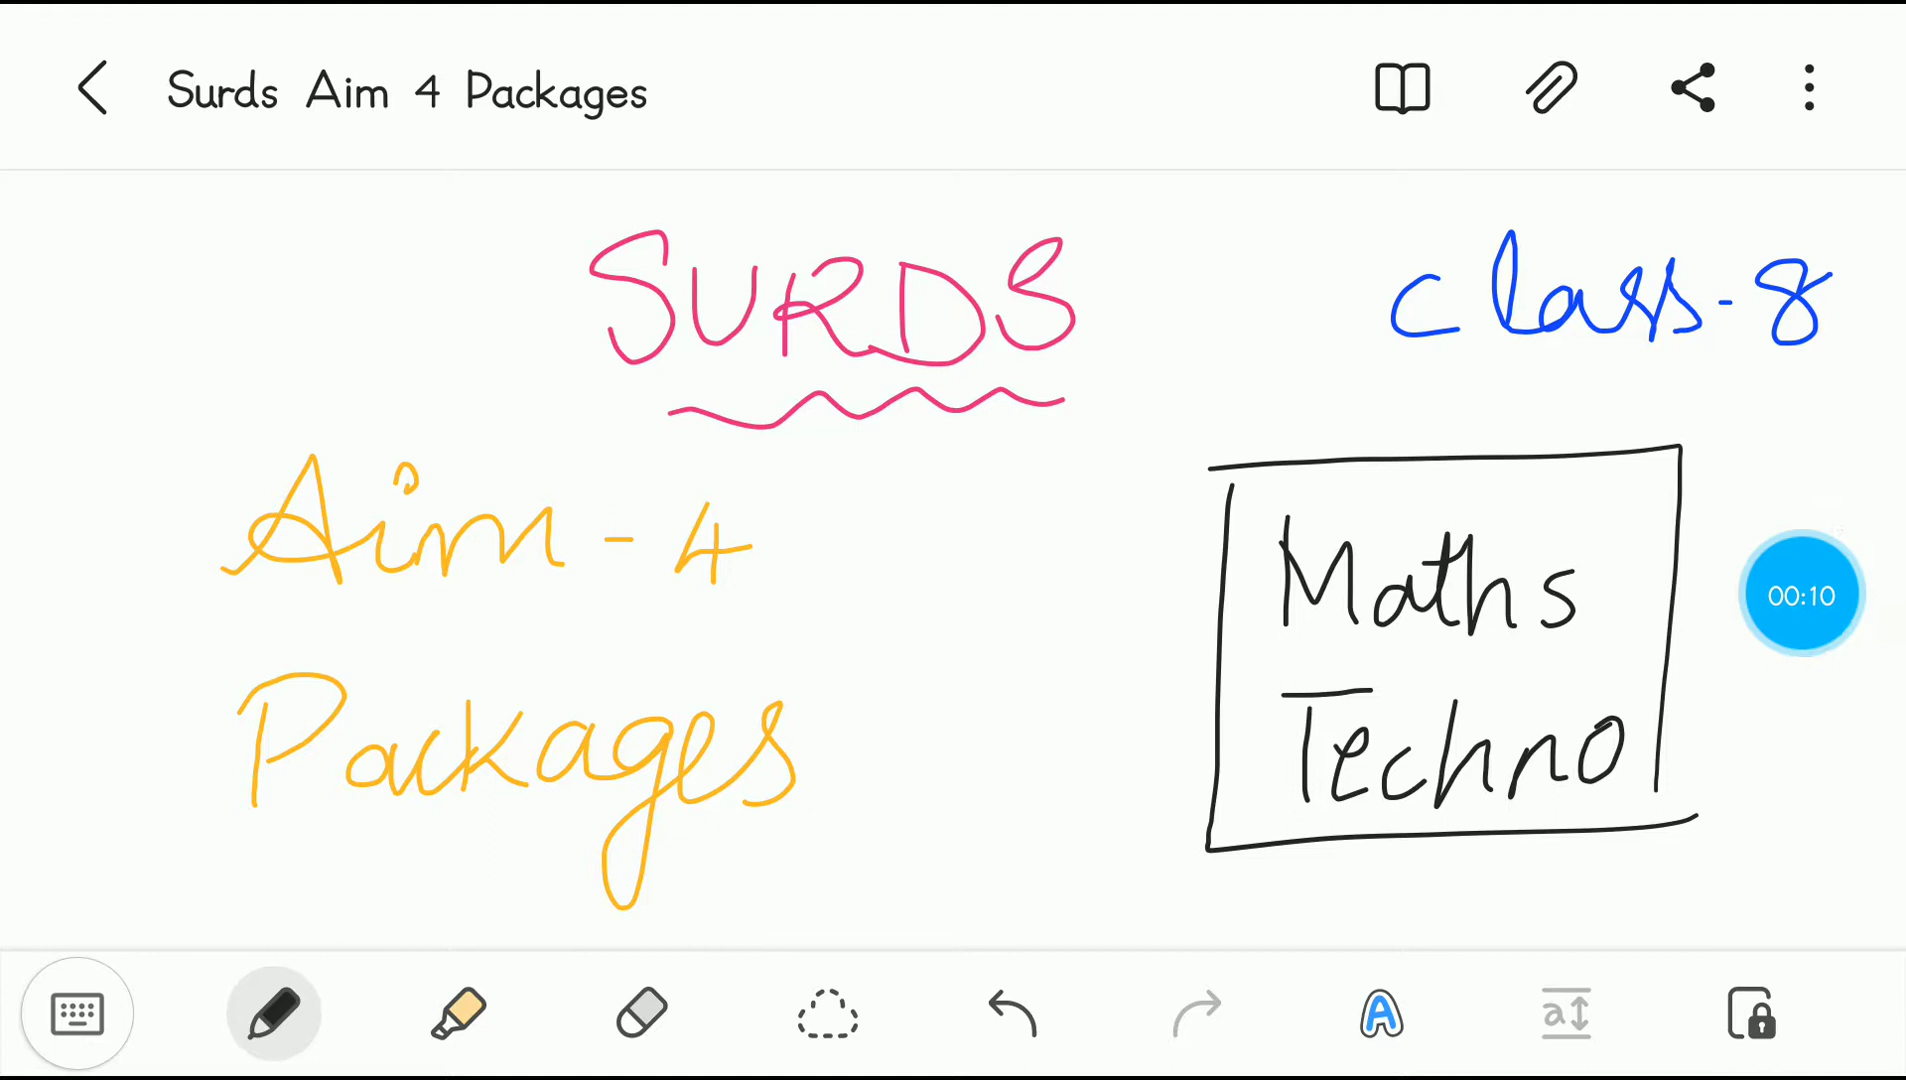 Surds Aim 4 Packages
SURDS
class-8
Aim - 4
Packages
Maths
Techno
00:10
A
a